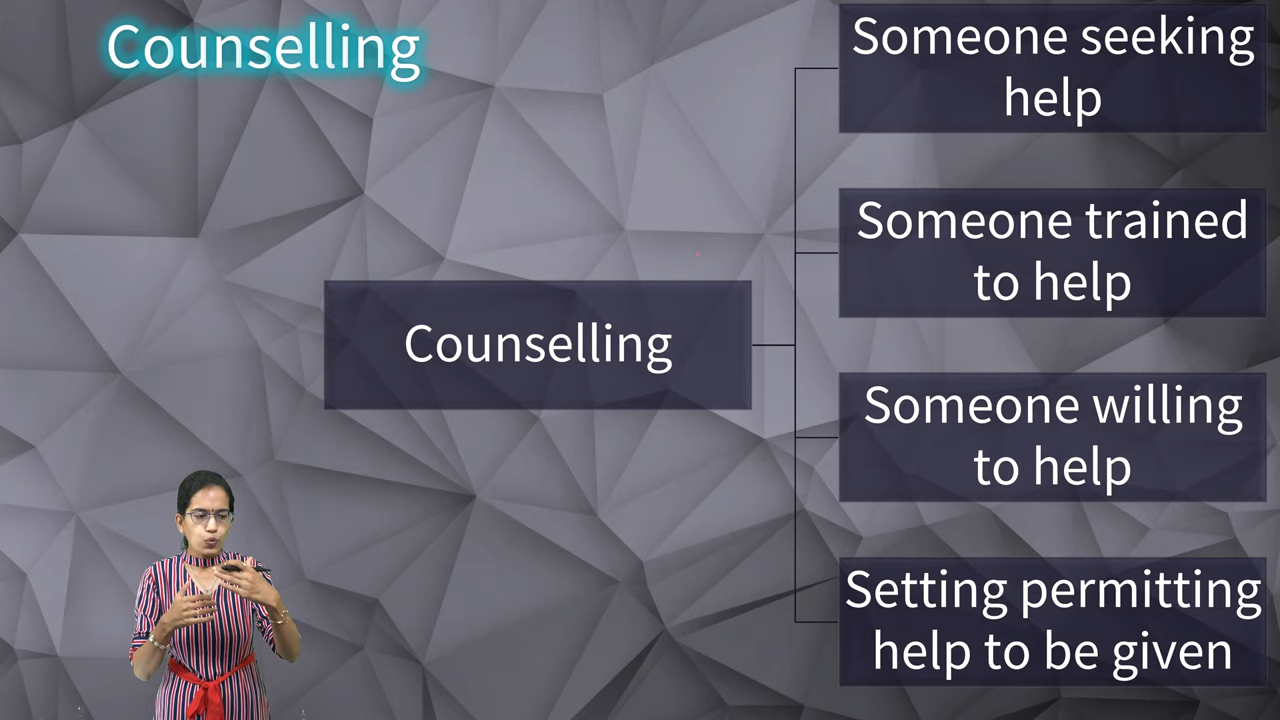 Counselling
Counselling
Someone seeking
help
Someone trained
to help
Someone willing
to help
Setting permitting
help to be given